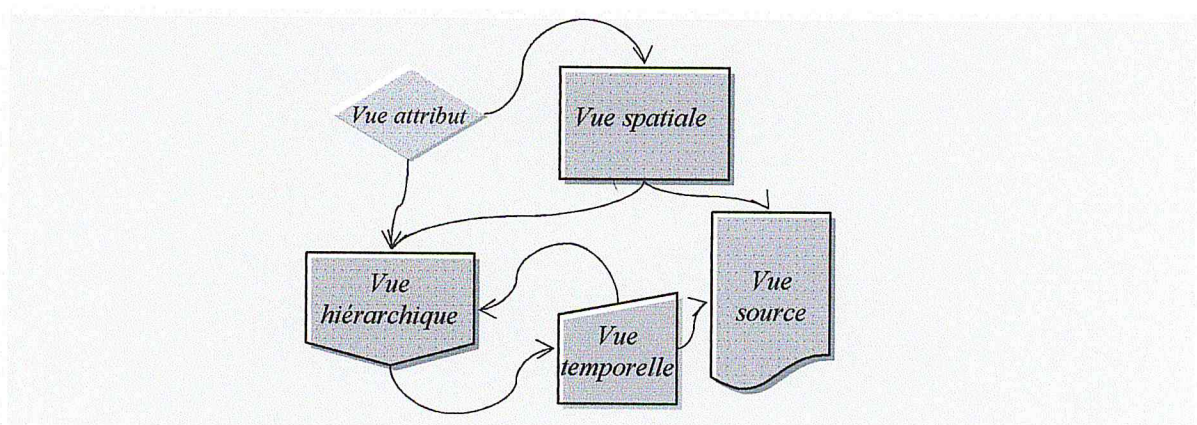 Vue attribut
Vue spatiale
Vue
hiérarchique
Vue
temporelle
Vue
source